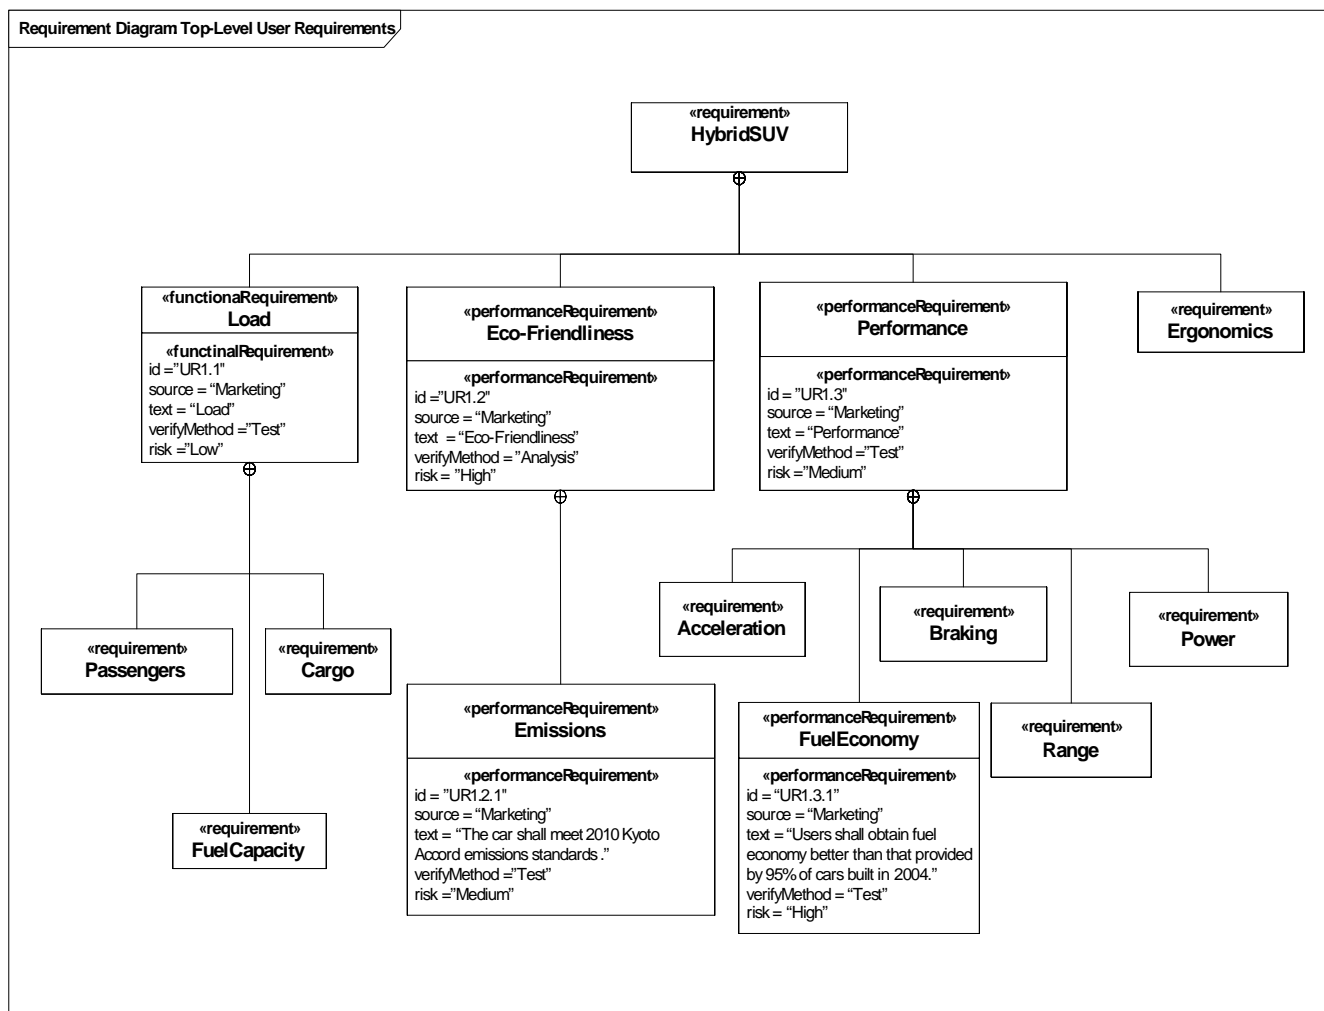 Requirement Diagram Top-Level User Requirements
«requirement»
HybridSUV
«functionaRequirement»
Load
«functinalRequirement»
id =”UR1.1"
source = “Marketing”
text = “Load”
verifyMethod =”Test”
risk =”Low”
«performanceRequirement»
Eco-Friendliness
«performanceRequirement»
id =”UR1.2"
source = “Marketing”
text = “Eco-Friendliness”
verifyMethod =”Analysis”
risk = ”High”
«performanceRequirement»
Performance
«performanceRequirement»
id = ”UR1.3"
source = “Marketing”
text = “Performance”
verifyMethod =”Test”
risk =”Medium”
«requirement»
Ergonomics
«requirement»
Passengers
«requirement»
Cargo
«requirement»
FuelCapacity
«performanceRequirement»
Emissions
«performanceRequirement»
id = ”UR1.2.1"
source = “Marketing”
text = “The car shall meet 2010 Kyoto
Accord emissions standards .”
verifyMethod =”Test”
risk =”Medium”
«requirement»
Acceleration
«performanceRequirement»
FuelEconomy
«performanceRequirement»
id = “UR1.3.1”
source = “Marketing”
text = “Users shall obtain fuel
economy better than that provided
by 95% of cars built in 2004.”
verifyMethod = “Test”
risk = “High”
«requirement»
Braking
«requirement»
Range
«requirement»
Power